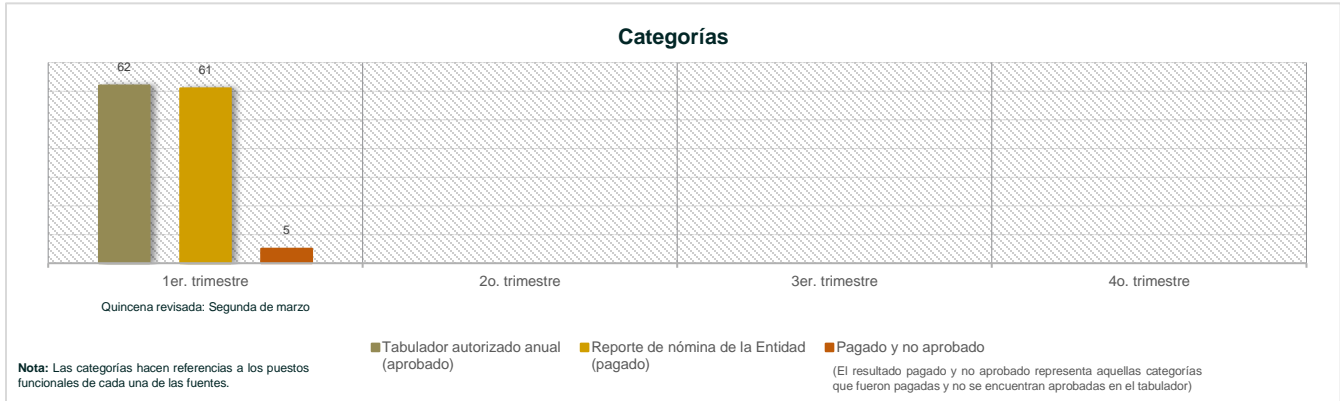 Categorías
62
61
5
1er. trimestre
2o. trimestre
3er. trimestre
4o. trimestre
Quincena revisada: Segunda de marzo
Tabulador autorizado anual
(aprobado)
Reporte de nómina de la Entidad
(pagado)
Pagado y no aprobado
(El resultado pagado y no aprobado representa aquellas categorías
que fueron pagadas y no se encuentran aprobadas en el tabulador)
Nota: Las categorías hacen referencias a los puestos
funcionales de cada una de las fuentes.